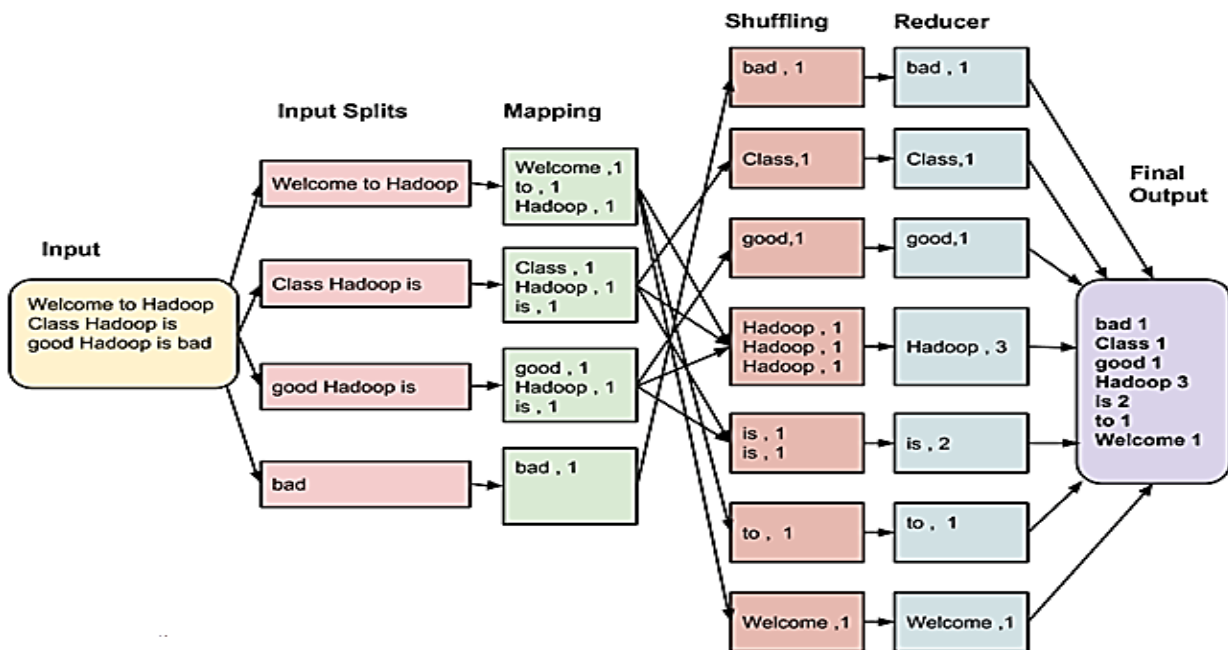 Input
Welcome to Hadoop
Class Hadoop is
good Hadoop is bad
Input Splits
Welcome to Hadoop
Class Hadoop is
good Hadoop is
bad
Mapping
Welcome ,1
to , 1
Hadoop , 1
Class , 1
Hadoop , 1
is , 1
good , 1
Hadoop , 1
is , 1
bad , 1
Shuffling
bad , 1
Class,1
good,1
Hadoop , 1
Hadoop , 1
Hadoop , 1
is , 1
is , 1
to , 1
Welcome ,1
Reducer
bad , 1
Class,1
good,1
Hadoop , 3
is , 2
to , 1
Welcome ,1
Final
Output
bad 1
Class 1
good 1
Hadoop 3
is 2
to 1
Welcome 1